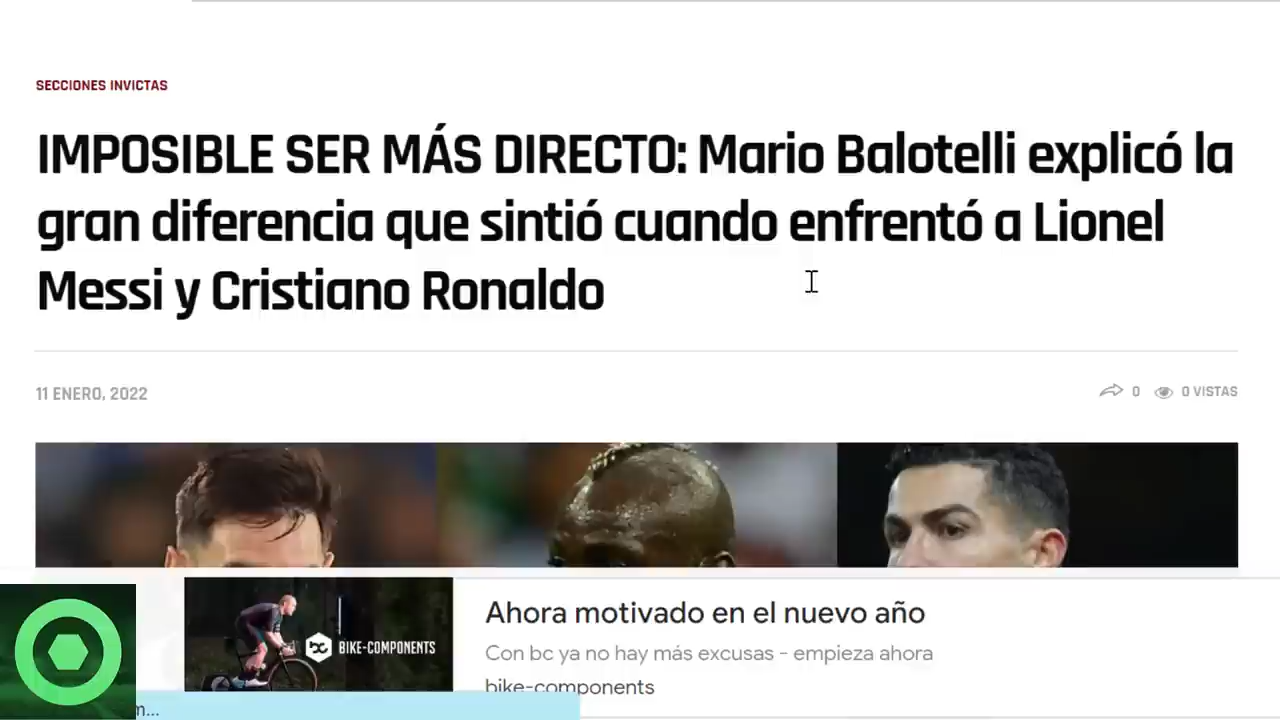 SECCIONES INVICTAS
IMPOSIBLE SER MÁS DIRECTO: Mario Balotelli explicó la
gran diferencia que sintió cuando enfrentó a Lionel
Messi y Cristiano Ronaldo
11 ENERO, 2022
0 0 VISTAS
bc BIKE-COMPONENTS
Ahora motivado en el nuevo año
Con bc ya no hay más excusas - empieza ahora
bike-components
m...